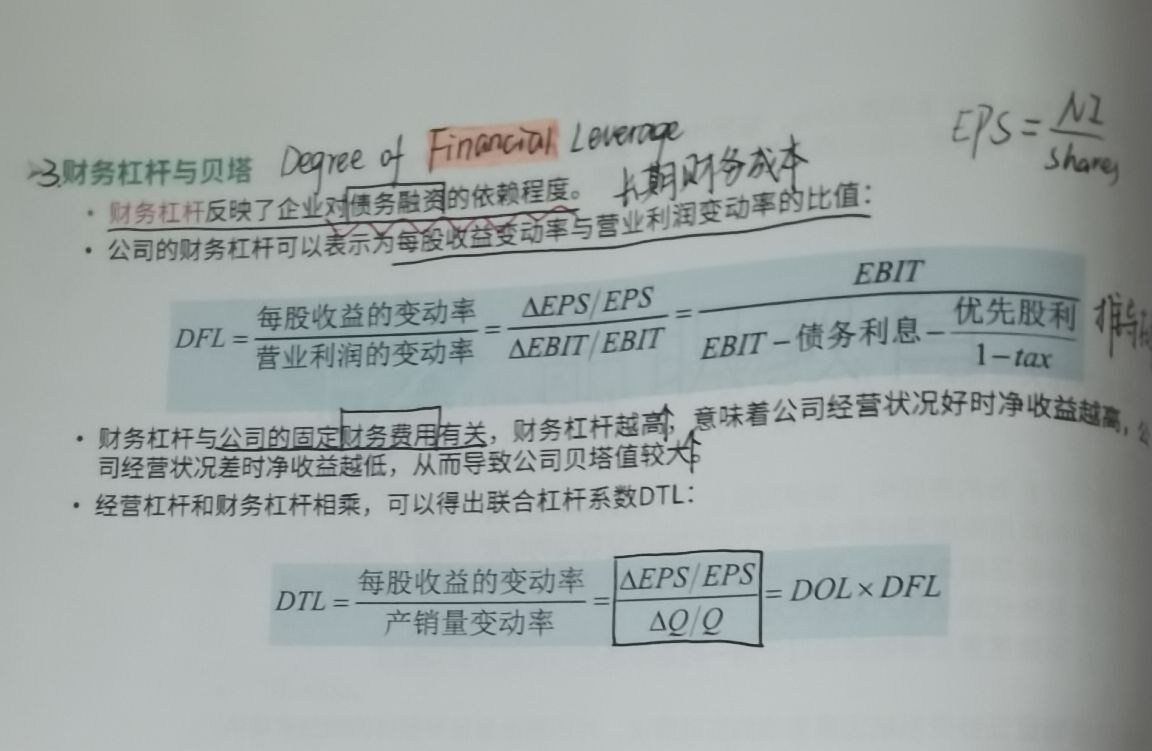 3.财务杠杆与贝塔 Degree of Financial Leverage
EPS = NI / shares
长期财务成本
· 财务杠杆反映了企业对债务融资的依赖程度。
· 公司的财务杠杆可以表示为每股收益变动率与营业利润变动率的比值：
DFL = 每股收益的变动率 / 营业利润的变动率 = ΔEPS/EPS / ΔEBIT/EBIT = EBIT / EBIT − 债务利息 − 优先股利 / 1−tax
推导
· 财务杠杆与公司的固定财务费用有关，财务杠杆越高↑，意味着公司经营状况好时净收益越高，公
司经营状况差时净收益越低，从而导致公司贝塔值较大↑。
· 经营杠杆和财务杠杆相乘，可以得出联合杠杆系数DTL：
DTL = 每股收益的变动率 / 产销量变动率 = ΔEPS/EPS / ΔQ/Q = DOL × DFL